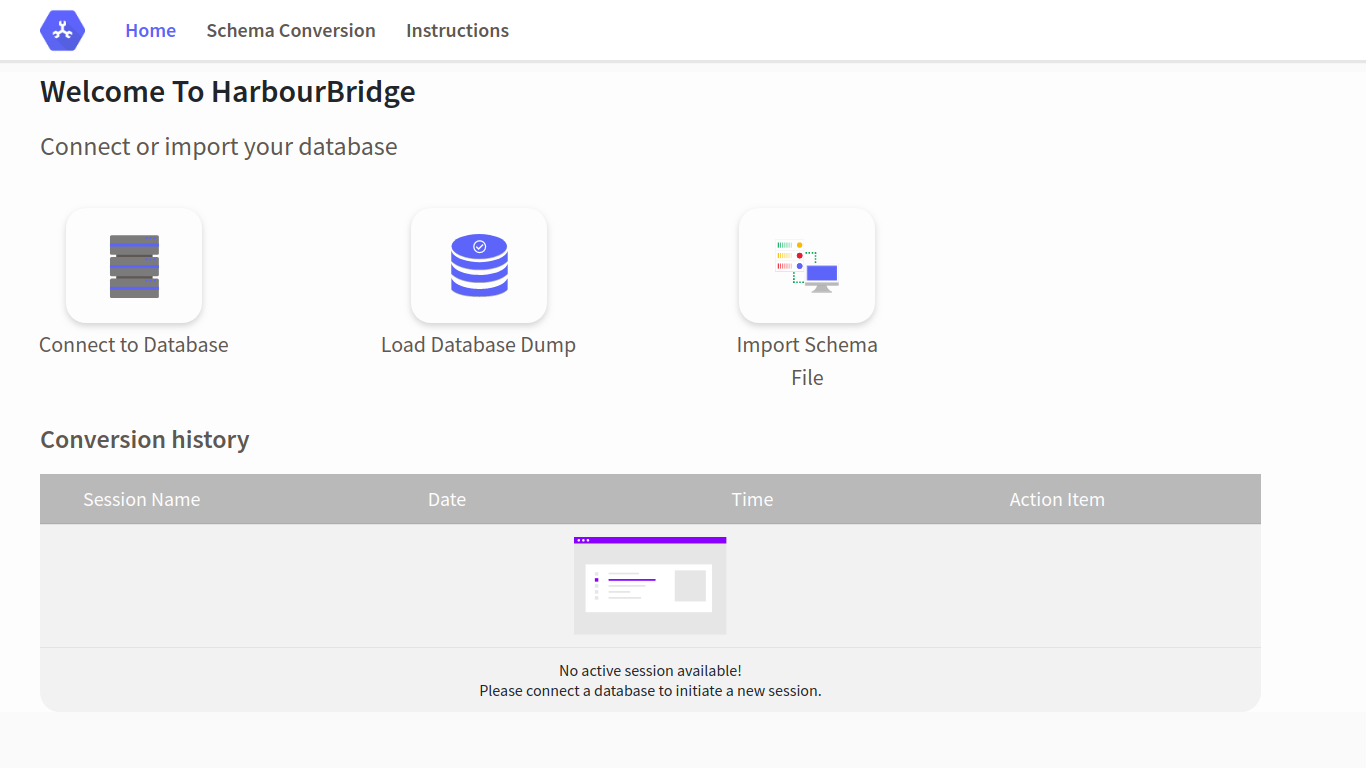 Home Schema Conversion Instructions
Welcome To HarbourBridge
Connect or import your database
Connect to Database Load Database Dump Import Schema
File
Conversion history
Session Name Date Time Action Item
No active session available!
Please connect a database to initiate a new session.